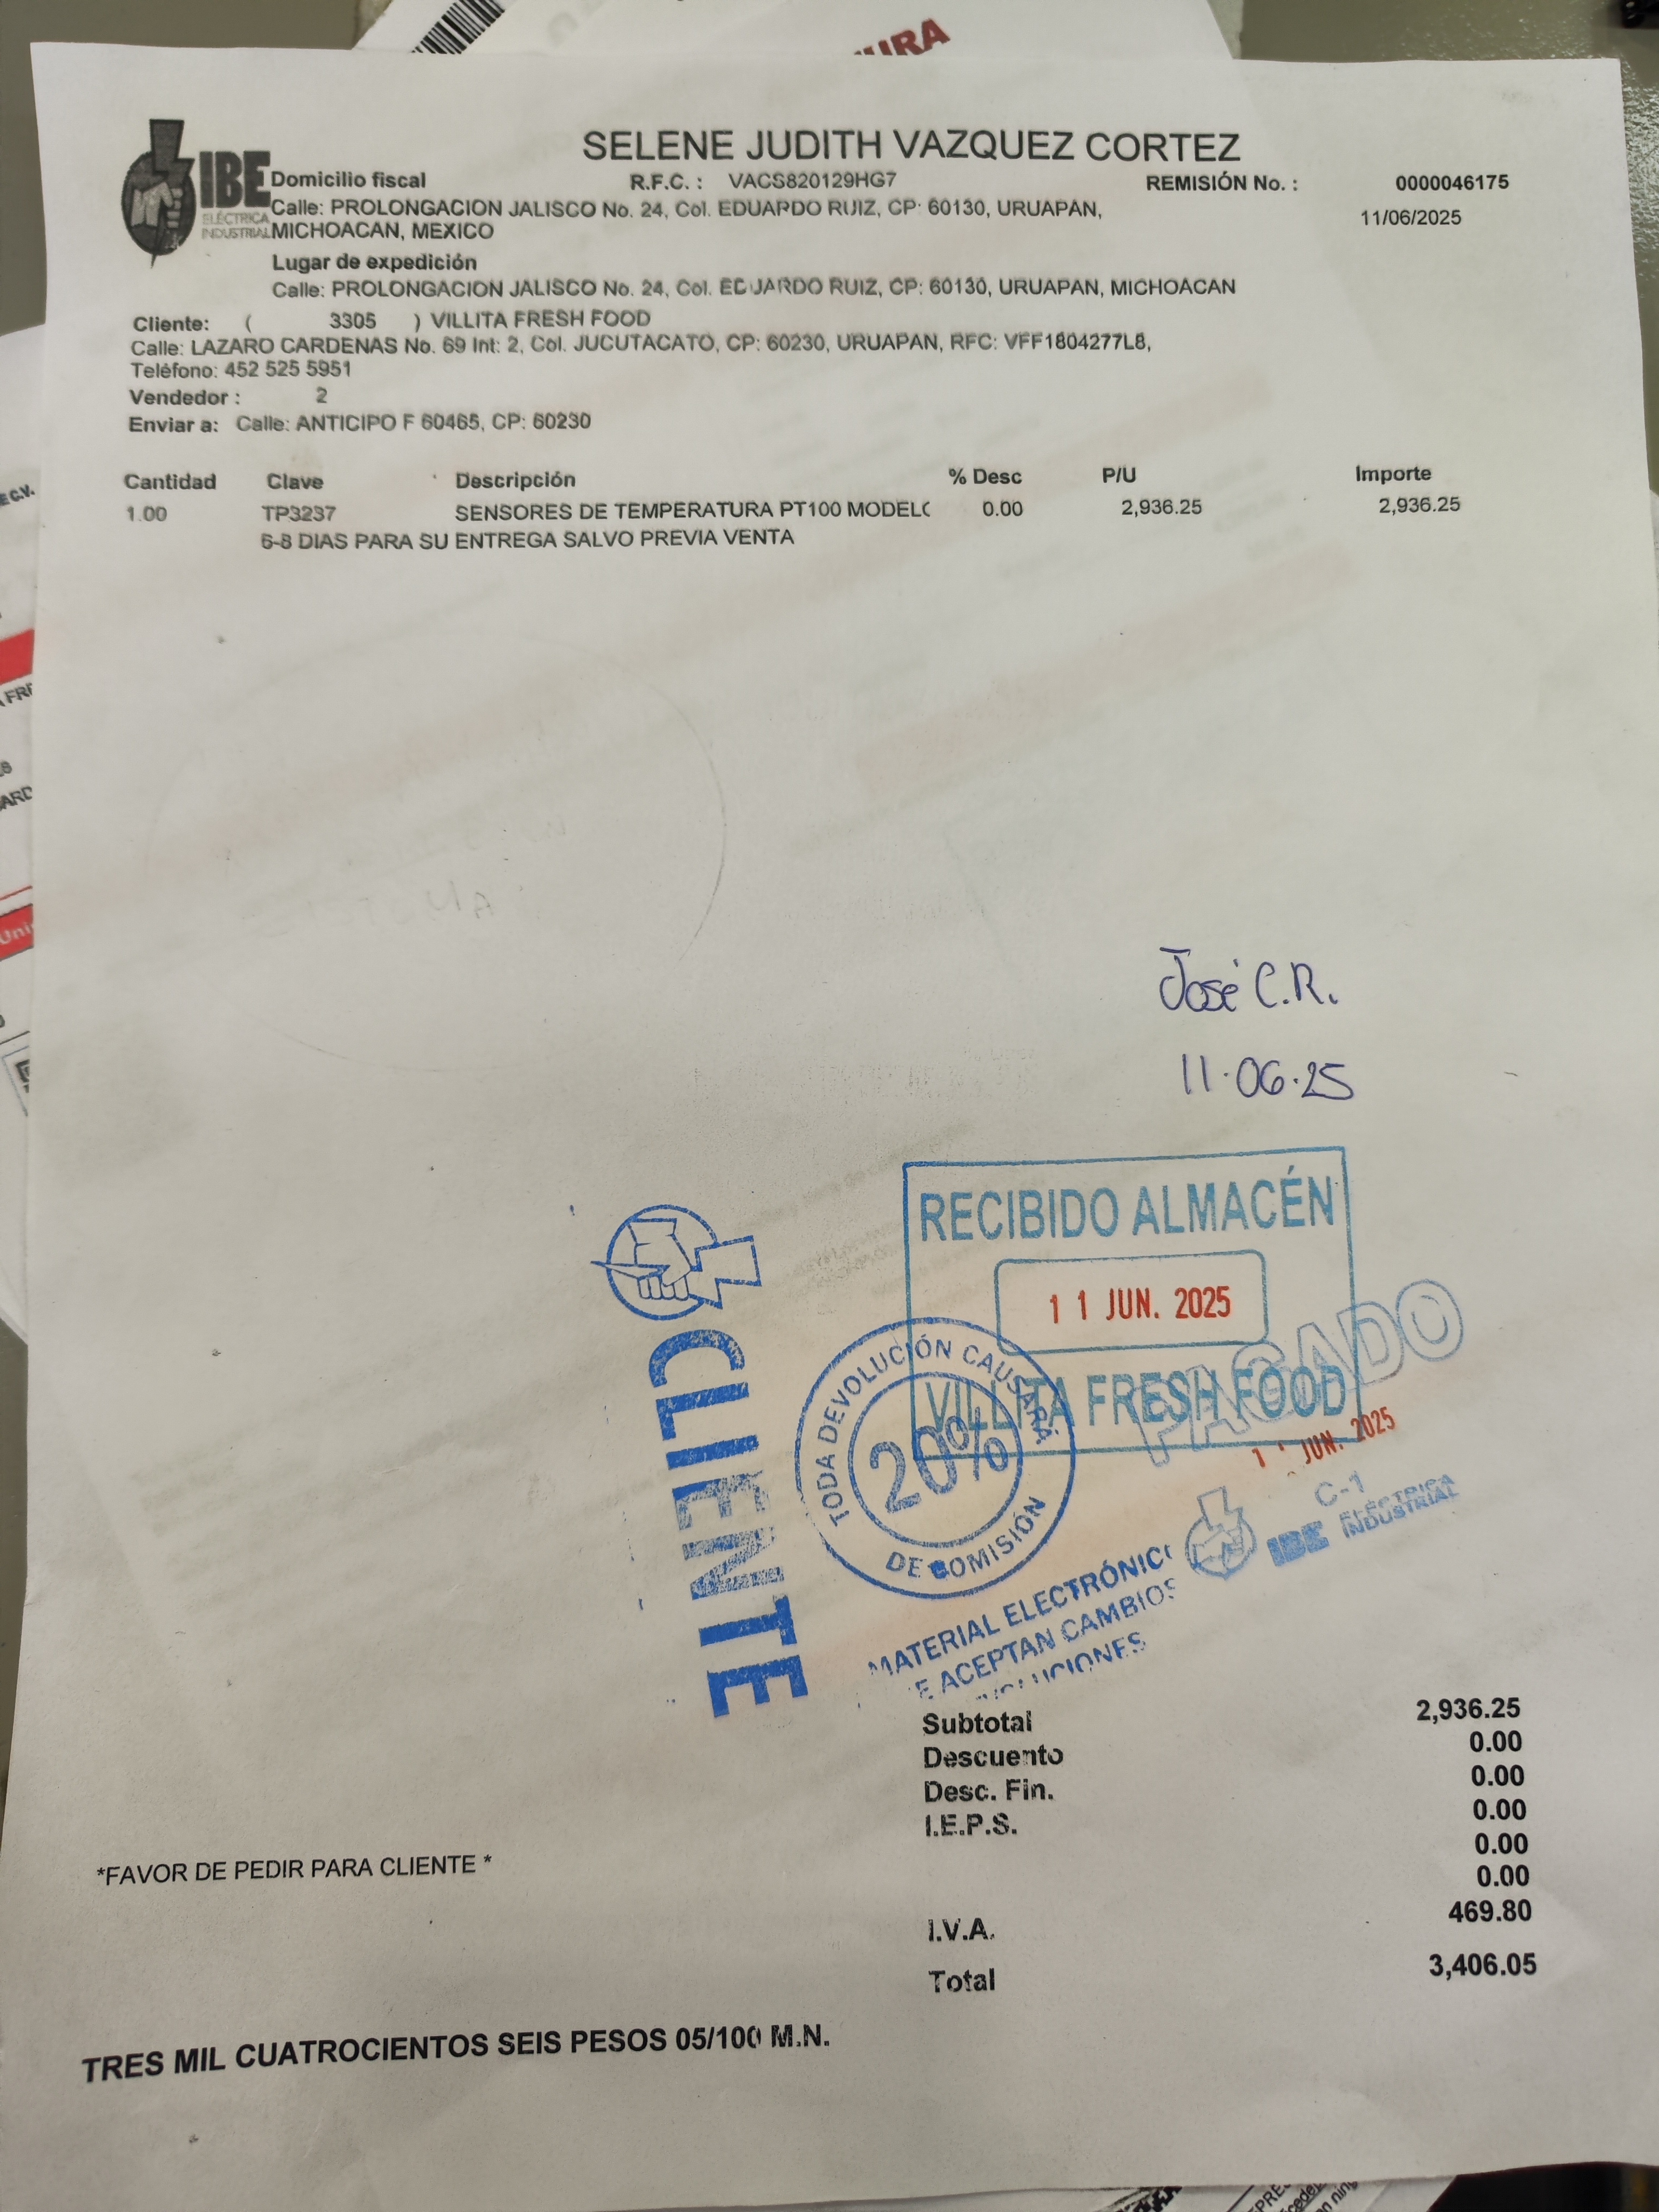 URA
SELENE JUDITH VAZQUEZ CORTEZ
IBE
ELÉCTRICA
INDUSTRIAL
Domicilio fiscal R.F.C. : VACS820129HG7 REMISIÓN No. : 0000046175
Calle: PROLONGACION JALISCO No. 24, Col. EDUARDO RUIZ, CP: 60130, URUAPAN, 11/06/2025
MICHOACAN, MEXICO
Lugar de expedición
Calle: PROLONGACION JALISCO No. 24, Col. EDUARDO RUIZ, CP: 60130, URUAPAN, MICHOACAN
Cliente: ( 3305 ) VILLITA FRESH FOOD
Calle: LAZARO CARDENAS No. 69 Int: 2, Col. JUCUTACATO, CP: 60230, URUAPAN, RFC: VFF1804277L8,
Teléfono: 452 525 5951
Vendedor : 2
Enviar a: Calle: ANTICIPO F 60465, CP: 60230
Cantidad Clave Descripción % Desc P/U Importe
1.00 TP3237 SENSORES DE TEMPERATURA PT100 MODELO 0.00 2,936.25 2,936.25
6-8 DIAS PARA SU ENTREGA SALVO PREVIA VENTA
José C.R.
11.06.25
RECIBIDO ALMACÉN
11 JUN. 2025
VILLITA FRESH FOOD
PAGADO
JUN. 2025
C-1
IBE ELÉCTRICA
INDUSTRIAL
CLIENTE
TODA DEVOLUCIÓN CAUSARÁ
20%
DE COMISIÓN
MATERIAL ELECTRÓNICO
ACEPTAN CAMBIOS
Subtotal 2,936.25
Descuento 0.00
Desc. Fin. 0.00
I.E.P.S. 0.00
0.00
*FAVOR DE PEDIR PARA CLIENTE * 0.00
I.V.A. 469.80
Total 3,406.05
TRES MIL CUATROCIENTOS SEIS PESOS 05/100 M.N.